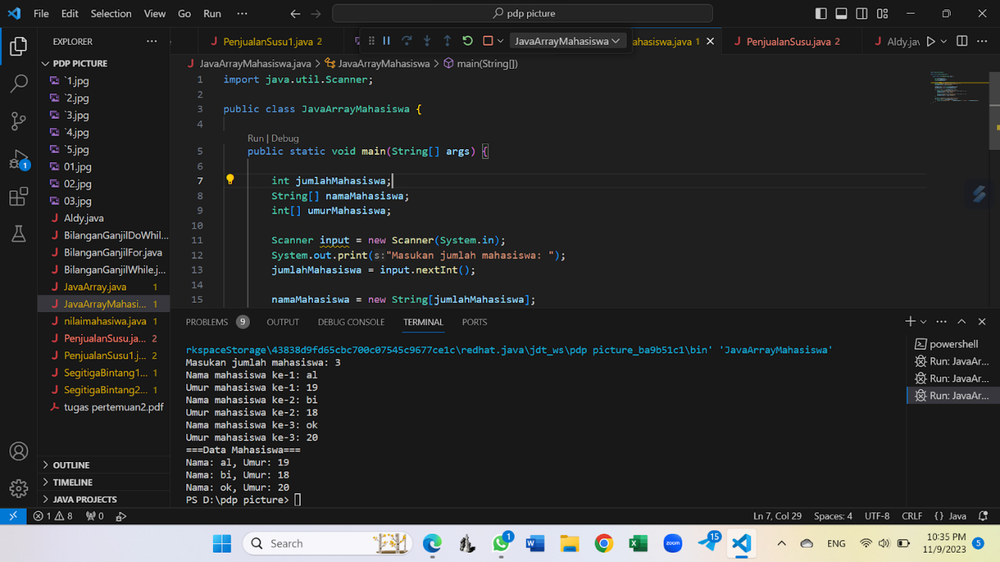 File Edit Selection View Go Run ··· pdp picture
EXPLORER ···
PDP PICTURE
`1.jpg
`2.jpg
`3.jpg
`4.jpg
`5.jpg
01.jpg
02.jpg
03.jpg
Aldy.java
BilanganGanjilDoWhil...
BilanganGanjilFor.java
BilanganGanjilWhile.j...
JavaArray.java 1
JavaArrayMahasi... 1
nilaimahasiwa.java 1
PenjualanSusu.ja... 2
PenjualanSusu1.j... 2
SegitigaBintang1... 1
SegitigaBintang2... 1
tugas pertemuan2.pdf
OUTLINE
TIMELINE
JAVA PROJECTS
1
PenjualanSusu1.java 2 JavaArrayMahasiswa ahasiswa.java 1 PenjualanSusu.java 2 Aldy.jav ···
JavaArrayMahasiswa.java > JavaArrayMahasiswa > main(String[])
1 import java.util.Scanner;
2
3 public class JavaArrayMahasiswa {
4
Run | Debug
5 public static void main(String[] args) {
6
7 int jumlahMahasiswa;
8 String[] namaMahasiswa;
9 int[] umurMahasiswa;
10
11 Scanner input = new Scanner(System.in);
12 System.out.print(s:"Masukan jumlah mahasiswa: ");
13 jumlahMahasiswa = input.nextInt();
14
15 namaMahasiswa = new String[jumlahMahasiswa];
PROBLEMS 9 OUTPUT DEBUG CONSOLE TERMINAL PORTS
rkspaceStorage\43838d9fd65cbc700c07545c9677ce1c\redhat.java\jdt_ws\pdp picture_ba9b51c1\bin' 'JavaArrayMahasiswa'
Masukan jumlah mahasiswa: 3
Nama mahasiswa ke-1: al
Umur mahasiswa ke-1: 19
Nama mahasiswa ke-2: bi
Umur mahasiswa ke-2: 18
Nama mahasiswa ke-3: ok
Umur mahasiswa ke-3: 20
===Data Mahasiswa===
Nama: al, Umur: 19
Nama: bi, Umur: 18
Nama: ok, Umur: 20
PS D:\pdp picture>
powershell
Run: JavaAr...
Run: JavaAr...
Run: JavaAr...
1 8 0 Ln 7, Col 29 Spaces: 4 UTF-8 CRLF {} Java
Search 1 W X zoom 15 ENG 10:35 PM 5
11/9/2023